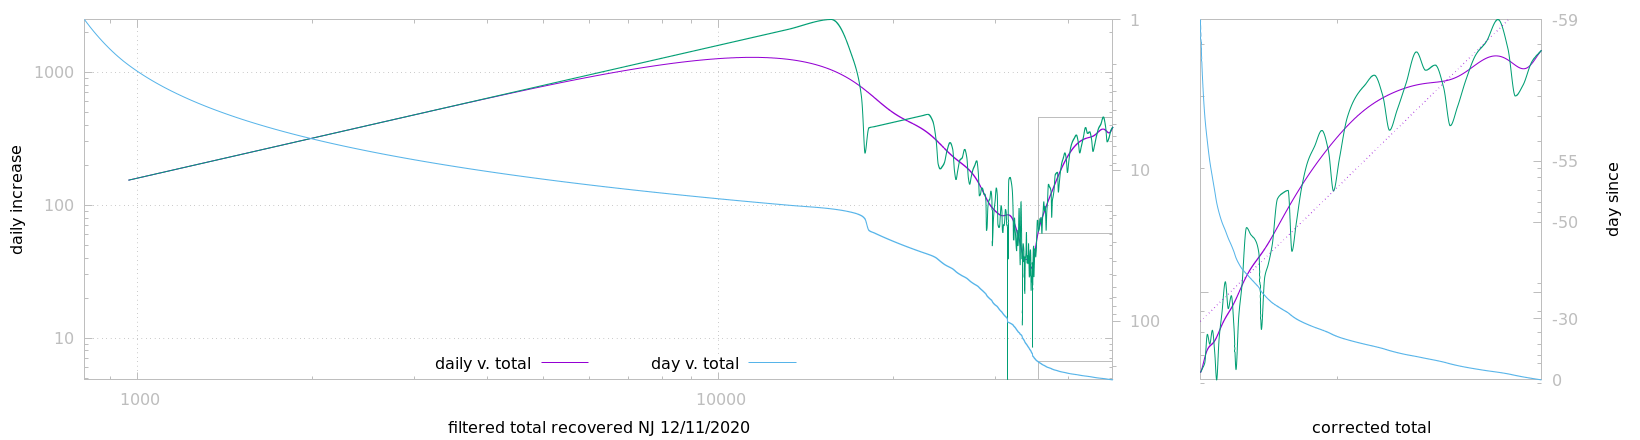 1
-59
1000
10
-55
100
-50
daily increase
day since
100
-30
10
daily v. total
day v. total
0
1000
10000
filtered total recovered NJ 12/11/2020
corrected total